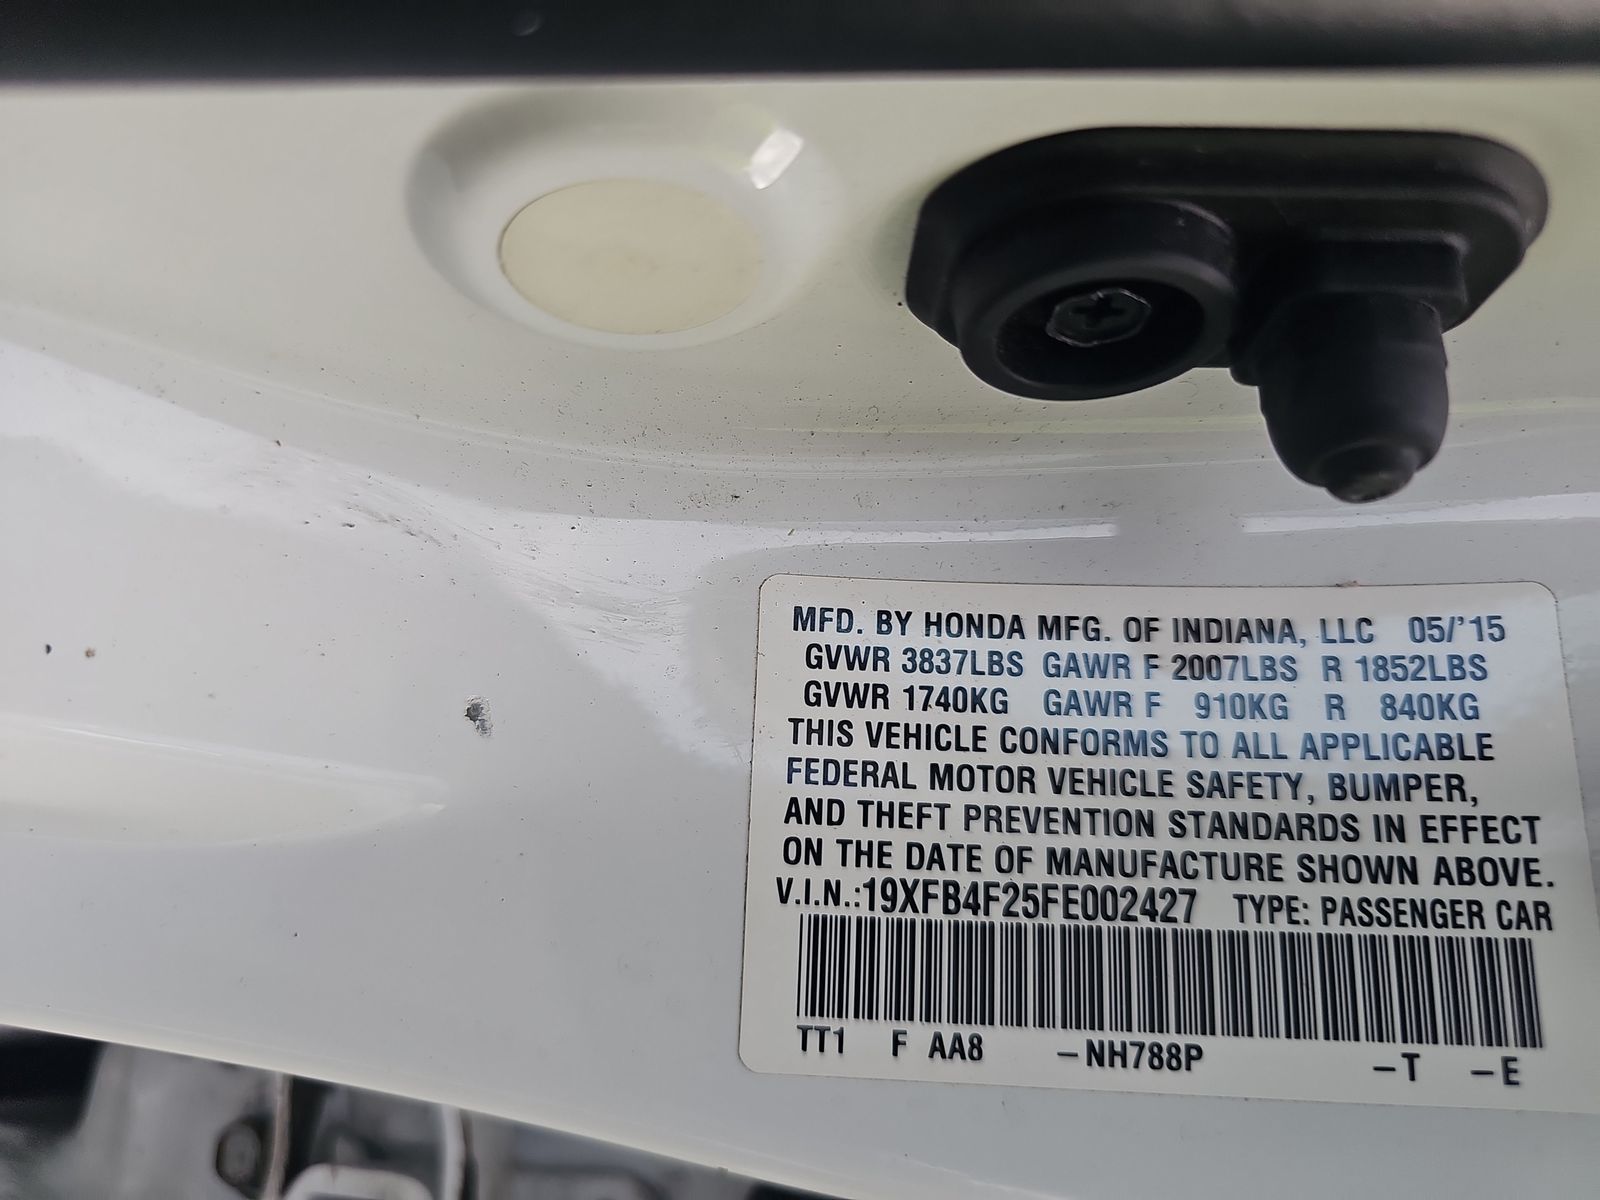 MFD. BY HONDA MFG. OF INDIANA, LLC 05/'15
GVWR 3837LBS GAWR F 2007LBS R 1852LBS
GVWR 1740KG GAWR F 910KG R 840KG
THIS VEHICLE CONFORMS TO ALL APPLICABLE
FEDERAL MOTOR VEHICLE SAFETY, BUMPER,
AND THEFT PREVENTION STANDARDS IN EFFECT
ON THE DATE OF MANUFACTURE SHOWN ABOVE.
V.I.N.:19XFB4F25FE002427 TYPE: PASSENGER CAR
TT1 F AA8 –NH788P –T –E